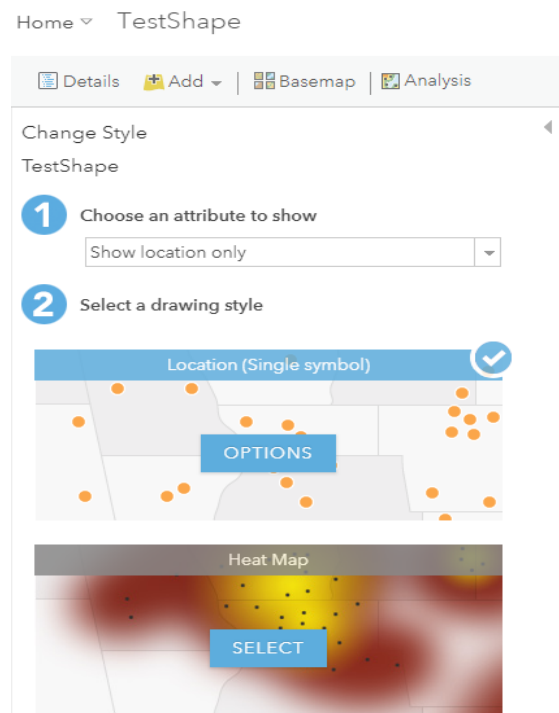 Home TestShape
Details Add Basemap Analysis
Change Style
TestShape
1 Choose an attribute to show
Show location only
2 Select a drawing style
Location (Single symbol)
OPTIONS
Heat Map
SELECT